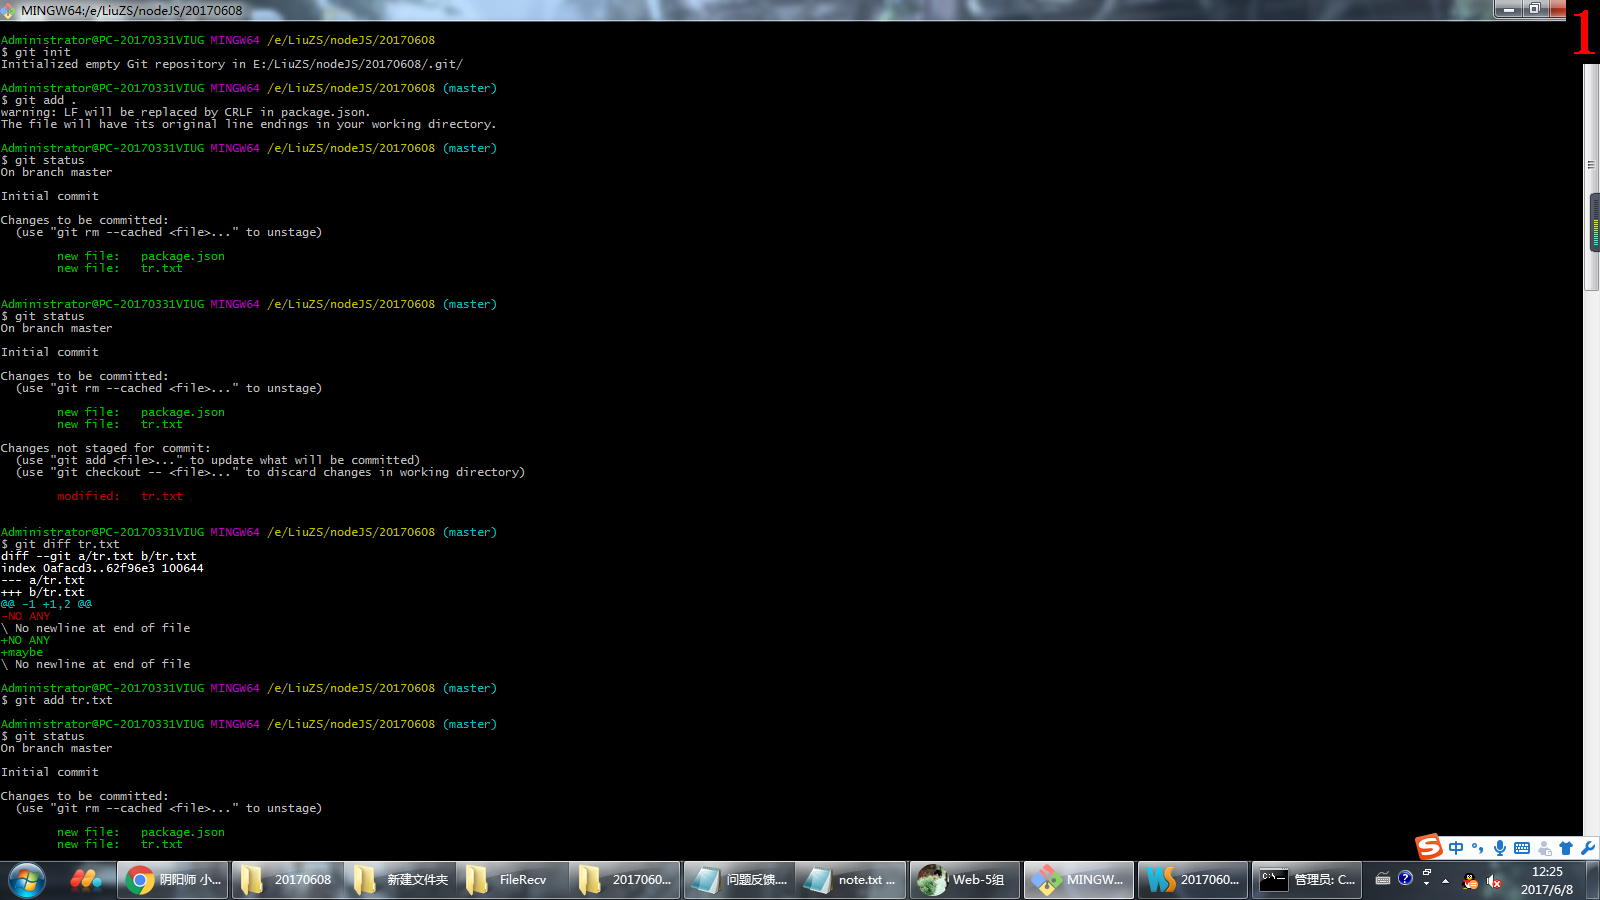 MINGW64:/e/LiuZS/nodeJS/20170608
1
Administrator@PC-20170331VIUG MINGW64 /e/LiuZS/nodeJS/20170608
$ git init
Initialized empty Git repository in E:/LiuZS/nodeJS/20170608/.git/
Administrator@PC-20170331VIUG MINGW64 /e/LiuZS/nodeJS/20170608 (master)
$ git add .
warning: LF will be replaced by CRLF in package.json.
The file will have its original line endings in your working directory.
Administrator@PC-20170331VIUG MINGW64 /e/LiuZS/nodeJS/20170608 (master)
$ git status
On branch master
Initial commit
Changes to be committed:
  (use "git rm --cached <file>..." to unstage)
        new file:   package.json
        new file:   tr.txt
Administrator@PC-20170331VIUG MINGW64 /e/LiuZS/nodeJS/20170608 (master)
$ git status
On branch master
Initial commit
Changes to be committed:
  (use "git rm --cached <file>..." to unstage)
        new file:   package.json
        new file:   tr.txt
Changes not staged for commit:
  (use "git add <file>..." to update what will be committed)
  (use "git checkout -- <file>..." to discard changes in working directory)
        modified:   tr.txt
Administrator@PC-20170331VIUG MINGW64 /e/LiuZS/nodeJS/20170608 (master)
$ git diff tr.txt
diff --git a/tr.txt b/tr.txt
index 0afacd3..62f96e3 100644
--- a/tr.txt
+++ b/tr.txt
@@ -1 +1,2 @@
-NO ANY
\ No newline at end of file
+NO ANY
+maybe
\ No newline at end of file
Administrator@PC-20170331VIUG MINGW64 /e/LiuZS/nodeJS/20170608 (master)
$ git add tr.txt
Administrator@PC-20170331VIUG MINGW64 /e/LiuZS/nodeJS/20170608 (master)
$ git status
On branch master
Initial commit
Changes to be committed:
  (use "git rm --cached <file>..." to unstage)
        new file:   package.json
        new file:   tr.txt
中
阴阳师 小... 20170608 新建文件夹 FileRecv 2017060... 问题反馈.... note.txt ... Web-5组 MINGW... 2017060... 管理员: C... 12:25
2017/6/8